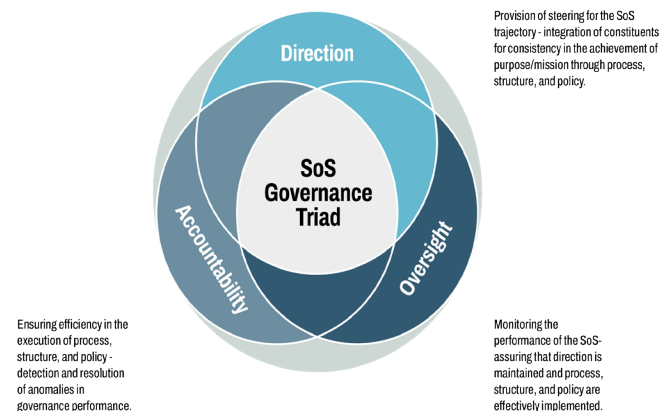 Provision of steering for the SoS
trajectory - integration of constituents
for consistency in the achievement of
purpose/mission through process,
structure, and policy.
Direction
SoS
Governance
Triad
Accountability
Oversight
Ensuring efficiency in the
execution of process,
structure, and policy -
detection and resolution
of anomalies in
governance performance.
Monitoring the
performance of the SoS-
assuring that direction is
maintained and process,
structure, and policy are
effectively implemented.